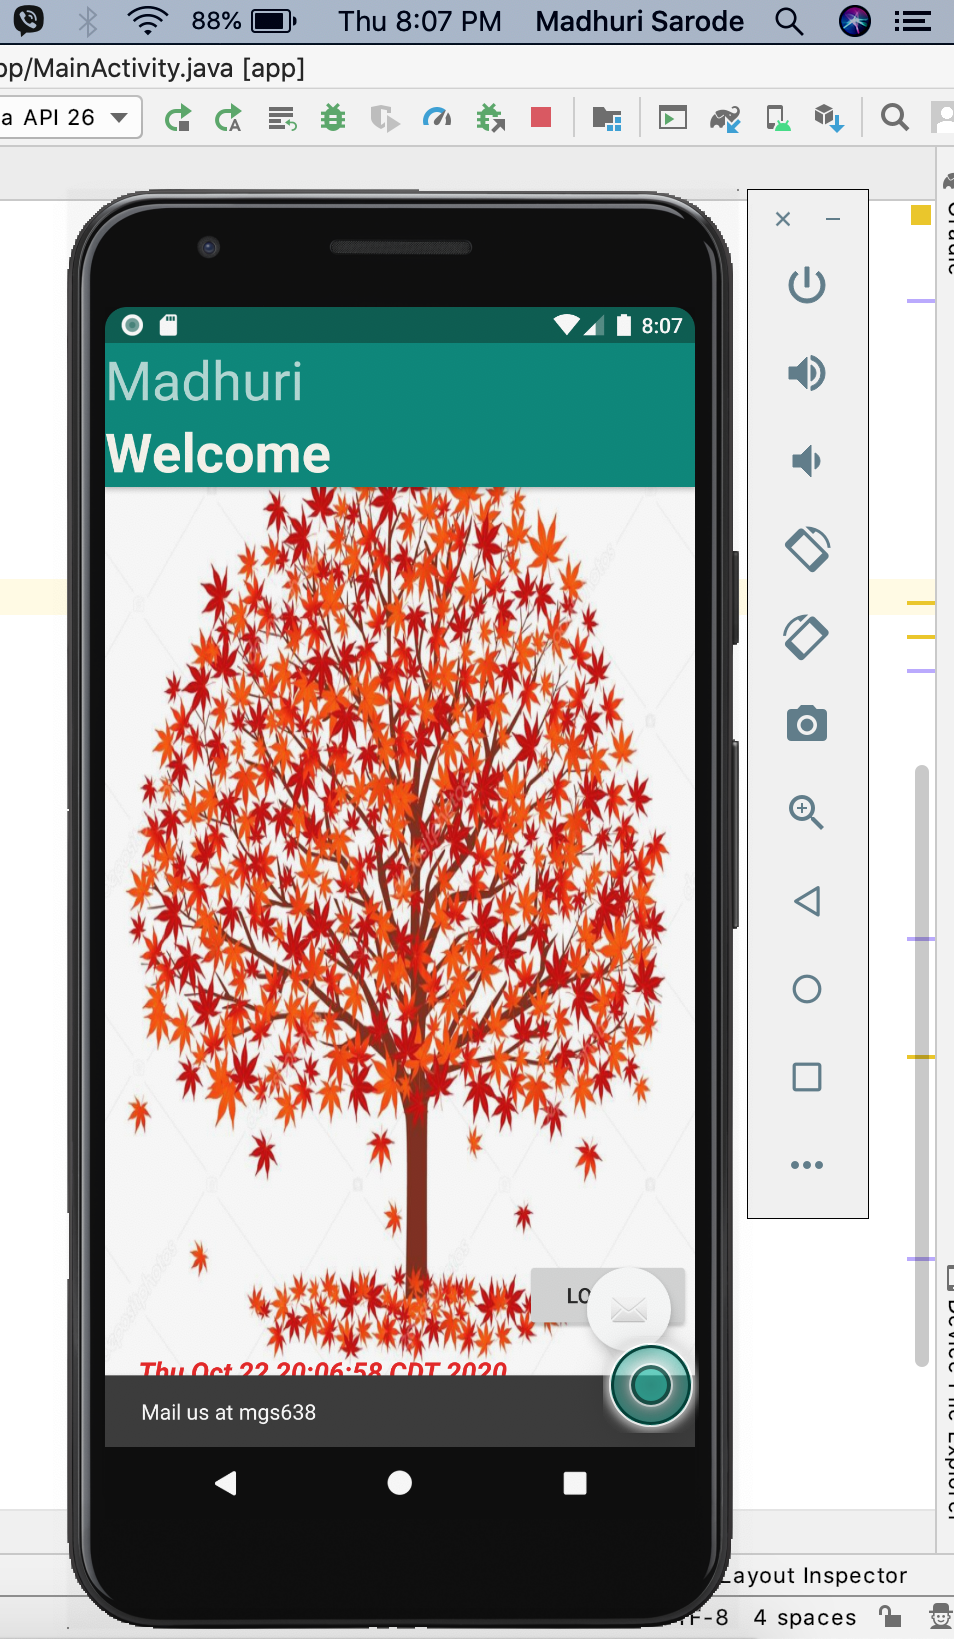 88% Thu 8:07 PM Madhuri Sarode
pp/MainActivity.java [app]
a API 26
8:07
Madhuri
Welcome
Thu Oct 22 20:06:58 CDT 2020
Mail us at mgs638
Layout Inspector
TF-8 4 spaces
Gradle
Device File Explorer